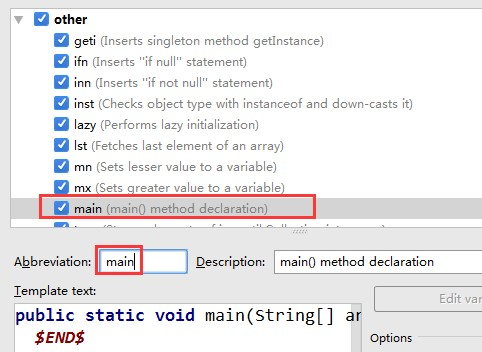 other
geti (Inserts singleton method getInstance)
ifn (Inserts "if null" statement)
inn (Inserts "if not null" statement)
inst (Checks object type with instanceof and down-casts it)
lazy (Performs lazy initialization)
lst (Fetches last element of an array)
mn (Sets lesser value to a variable)
mx (Sets greater value to a variable)
main (main() method declaration)
Abbreviation: main Description: main() method declaration
Template text:
public static void main(String[] ar Edit var
$END$ Options